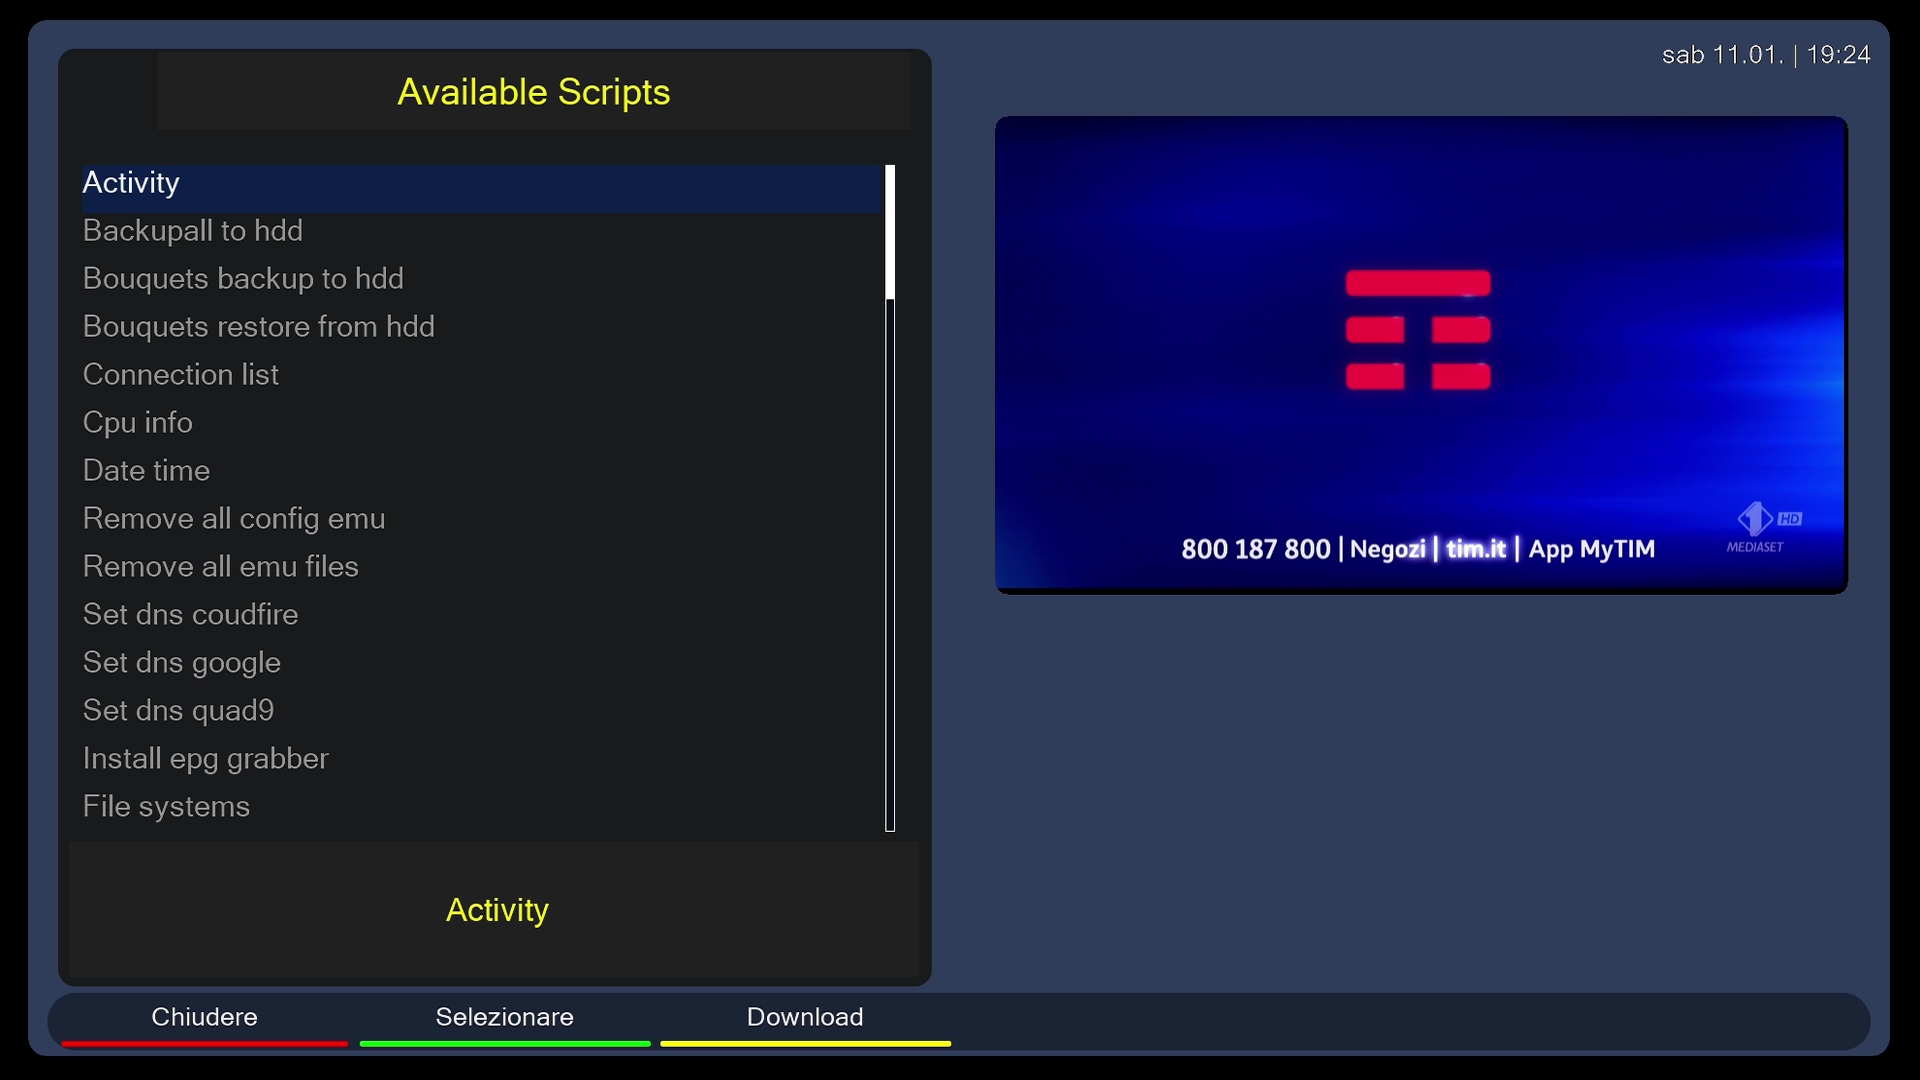 Available Scripts
sab 11.01. | 19:24
Activity
Backupall to hdd
Bouquets backup to hdd
Bouquets restore from hdd
Connection list
Cpu info
Date time
Remove all config emu
Remove all emu files
Set dns coudfire
Set dns google
Set dns quad9
Install epg grabber
File systems
Activity
1 HD
MEDIASET
800 187 800 | Negozi | tim.it | App MyTIM
Chiudere
Selezionare
Download